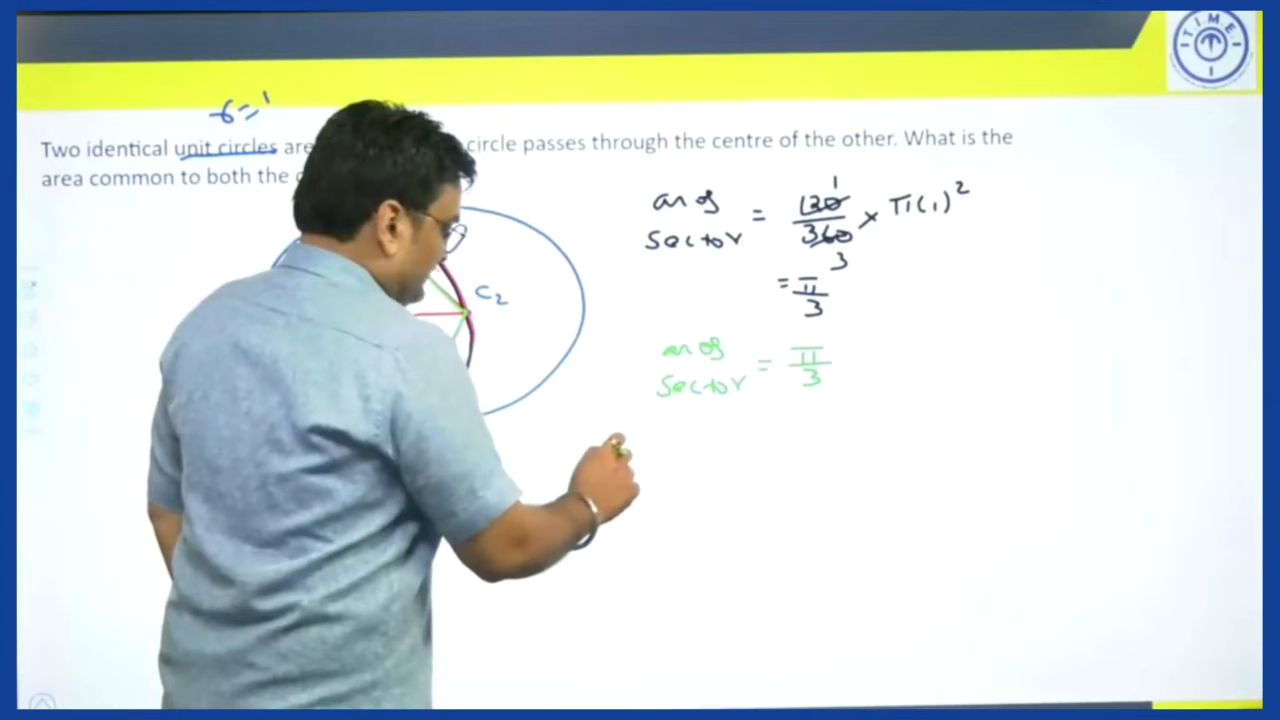 T.I.M.E.
r=1
Two identical unit circles are circle passes through the centre of the other. What is the
area common to both the
ar of
sector = 120/360 × π(1)² 1 3
= π/3
C₂
ar of
sector = π/3